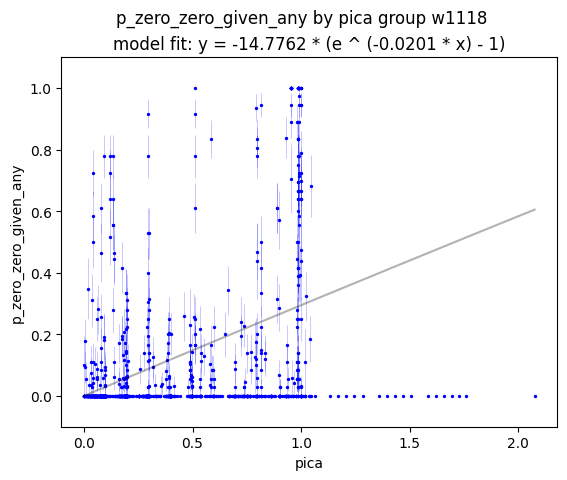 p_zero_zero_given_any by pica group w1118
model fit: y = -14.7762 * (e ^ (-0.0201 * x) - 1)
1.0
0.8
0.6
0.4
0.2
0.0
p_zero_zero_given_any
0.0 0.5 1.0 1.5 2.0
pica